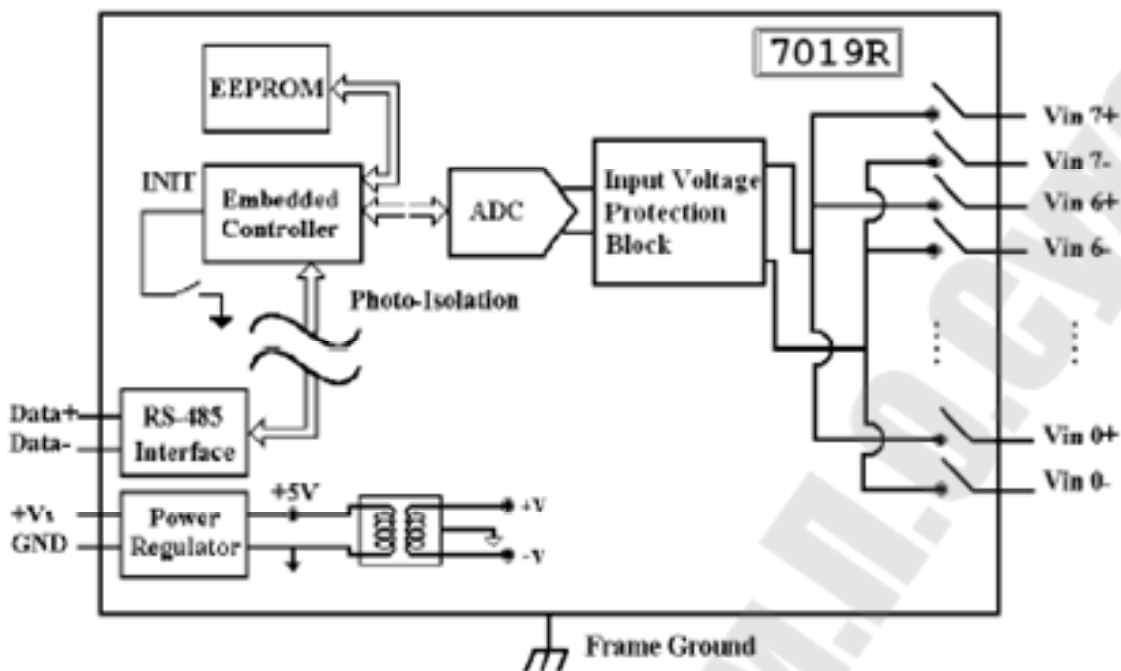 7019R
EEPROM
INIT
Embedded
Controller
ADC
Input Voltage
Protection
Block
Vin 7+
Vin 7-
Vin 6+
Vin 6-
Photo-Isolation
Data+
Data-
RS-485
Interface
Vin 0+
Vin 0-
+Vs
GND
Power
Regulator
+5V
+V
-V
Frame Ground